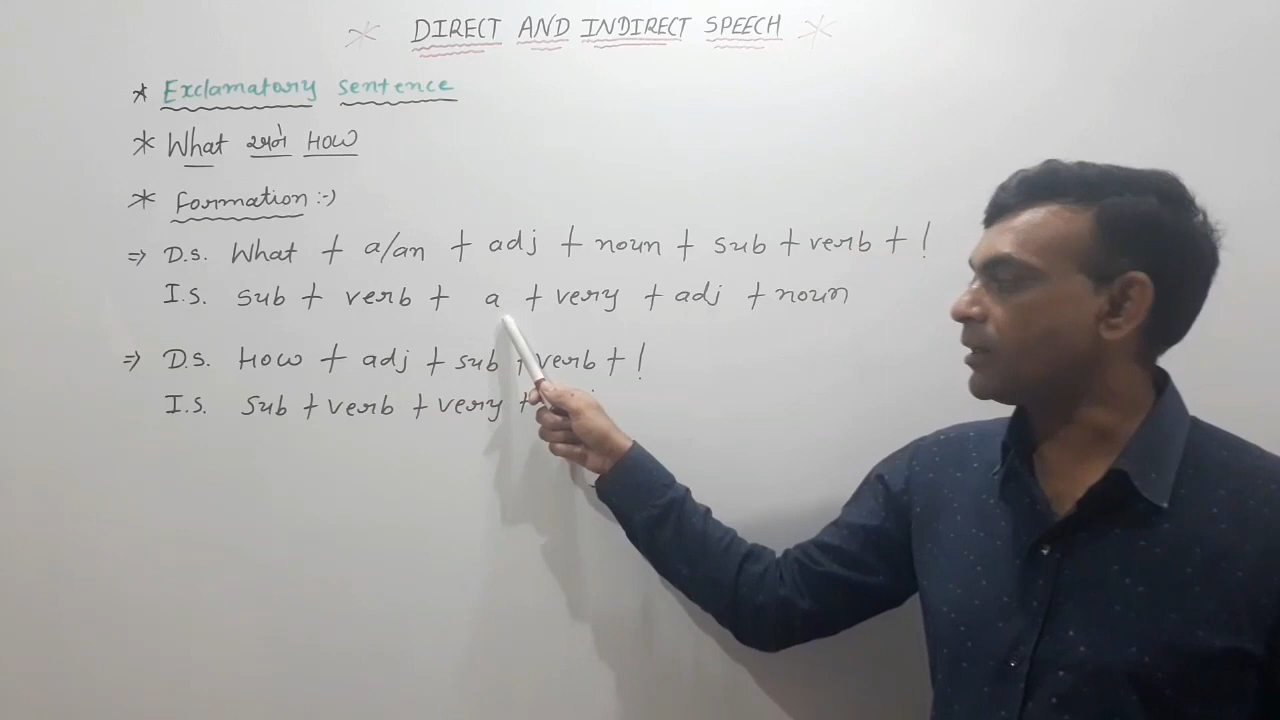 DIRECT AND INDIRECT SPEECH
* Exclamatory sentence
* What અને HOW
* Formation :-)
⇒ D.S. What + a/an + adj + noun + sub + verb + !
I.S. sub + verb + a + very + adj + noun
⇒ D.S. How + adj + sub + verb + !
I.S. Sub + verb + very +